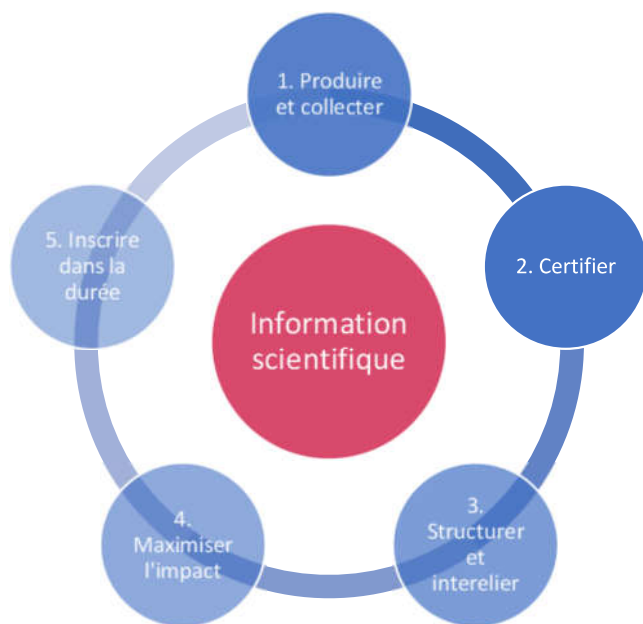 1. Produire
et collecter
2. Certifier
3.
Structurer
et
interelier
4.
Maximiser
l'impact
5. Inscrire
dans la
durée
Information
scientifique